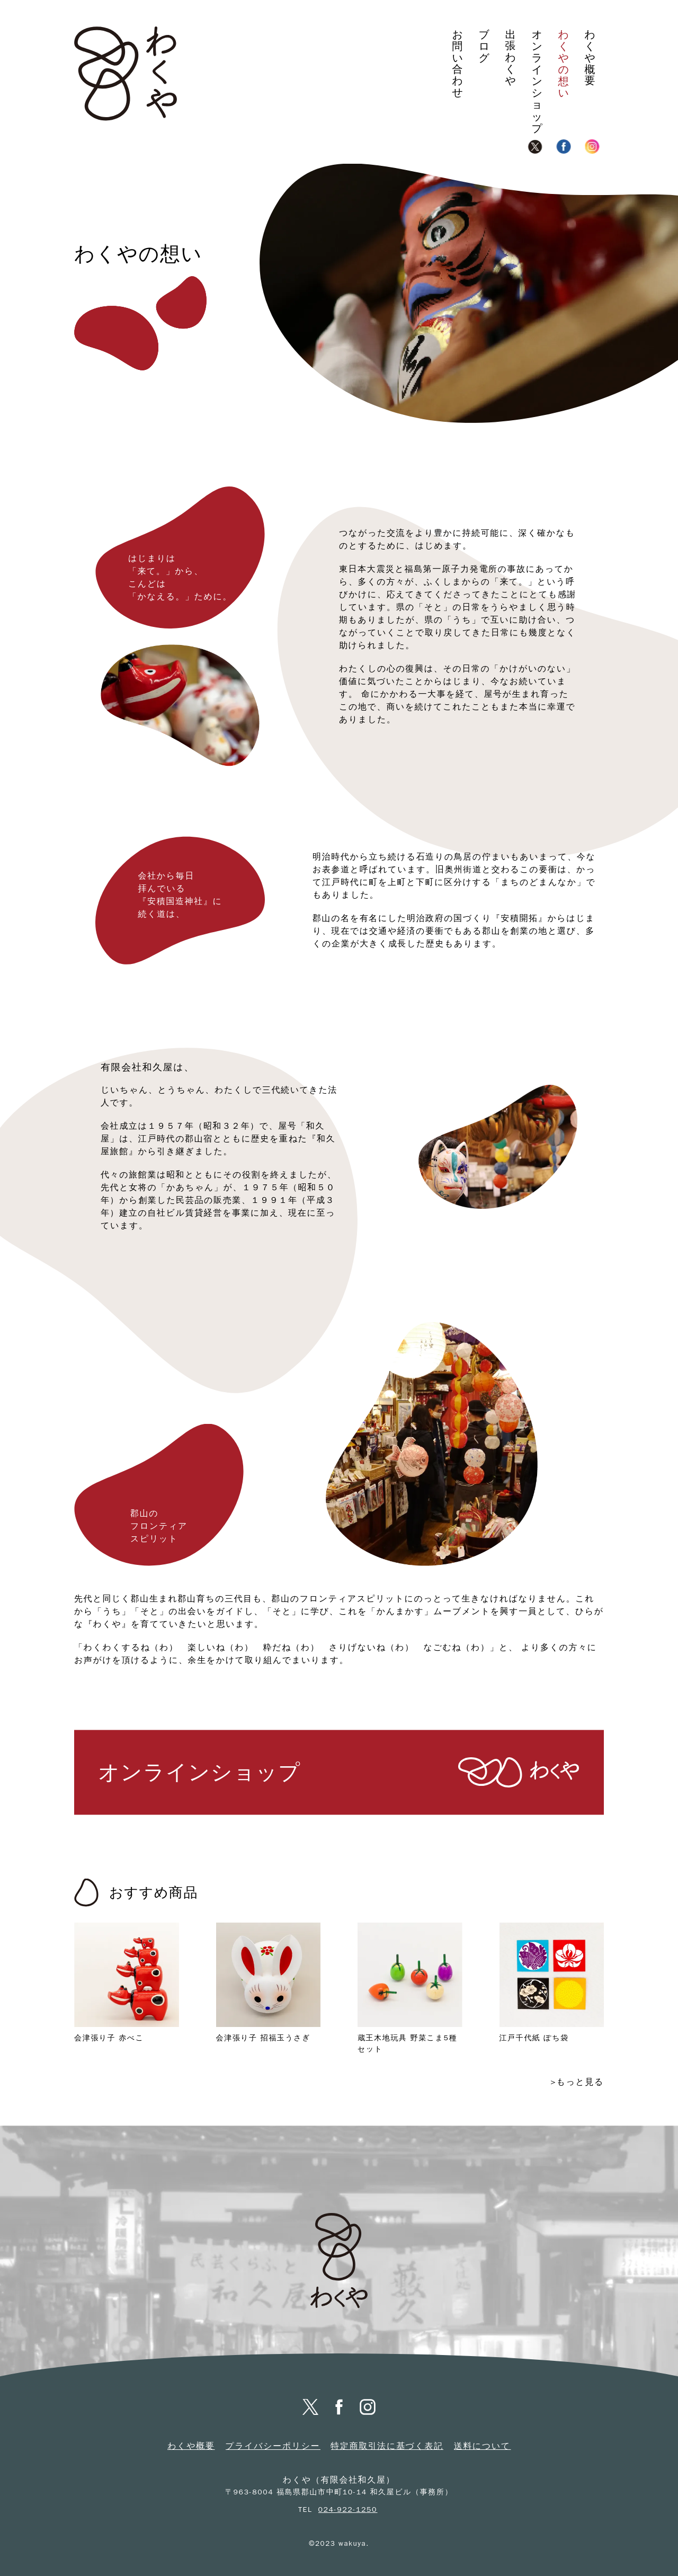 わくや
わくや概要
わくやの想い
オンラインショップ
出張わくや
ブログ
お問い合わせ
わくやの想い
はじまりは
「来て。」から、
こんどは
「かなえる。」ために。
つながった交流をより豊かに持続可能に、深く確かなも
のとするために、はじめます。
東日本大震災と福島第一原子力発電所の事故にあってか
ら、多くの方々が、ふくしまからの「来て。」という呼
びかけに、応えてきてくださってきたことにとても感謝
しています。県の「そと」の日常をうらやましく思う時
期もありましたが、県の「うち」で互いに助け合い、つ
ながっていくことで取り戻してきた日常にも幾度となく
助けられました。
わたくしの心の復興は、その日常の「かけがいのない」
価値に気づいたことからはじまり、今なお続いていま
す。 命にかかわる一大事を経て、屋号が生まれ育った
この地で、商いを続けてこれたこともまた本当に幸運で
ありました。
会社から毎日
拝んでいる
『安積国造神社』に
続く道は、
明治時代から立ち続ける石造りの鳥居の佇まいもあいまって、今な
お表参道と呼ばれています。旧奥州街道と交わるこの要衝は、かっ
て江戸時代に町を上町と下町に区分けする「まちのどまんなか」で
もありました。
郡山の名を有名にした明治政府の国づくり『安積開拓』からはじま
り、現在では交通や経済の要衝でもある郡山を創業の地と選び、多
くの企業が大きく成長した歴史もあります。
有限会社和久屋は、
じいちゃん、とうちゃん、わたくしで三代続いてきた法
人です。
会社成立は１９５７年（昭和３２年）で、屋号「和久
屋」は、江戸時代の郡山宿とともに歴史を重ねた『和久
屋旅館』から引き継ぎました。
代々の旅館業は昭和とともにその役割を終えましたが、
先代と女将の「かあちゃん」が、１９７５年（昭和５０
年）から創業した民芸品の販売業、１９９１年（平成３
年）建立の自社ビル賃貸経営を事業に加え、現在に至っ
ています。
郡山の
フロンティア
スピリット
先代と同じく郡山生まれ郡山育ちの三代目も、郡山のフロンティアスピリットにのっとって生きなければなりません。これ
から「うち」「そと」の出会いをガイドし、「そと」に学び、これを「かんまかす」ムーブメントを興す一員として、ひらが
な『わくや』を育てていきたいと思います。
「わくわくするね（わ）　楽しいね（わ）　粋だね（わ）　さりげないね（わ）　なごむね（わ）」と、 より多くの方々に
お声がけを頂けるように、余生をかけて取り組んでまいります。
オンラインショップ
わくや
おすすめ商品
会津張り子 赤べこ
会津張り子 招福玉うさぎ
蔵王木地玩具 野菜こま5種
セット
江戸千代紙 ぽち袋
>もっと見る
わくや
わくや概要 プライバシーポリシー 特定商取引法に基づく表記 送料について
わくや（有限会社和久屋）
〒963-8004 福島県郡山市中町10-14 和久屋ビル（事務所）
TEL 024-922-1250
©2023 wakuya.